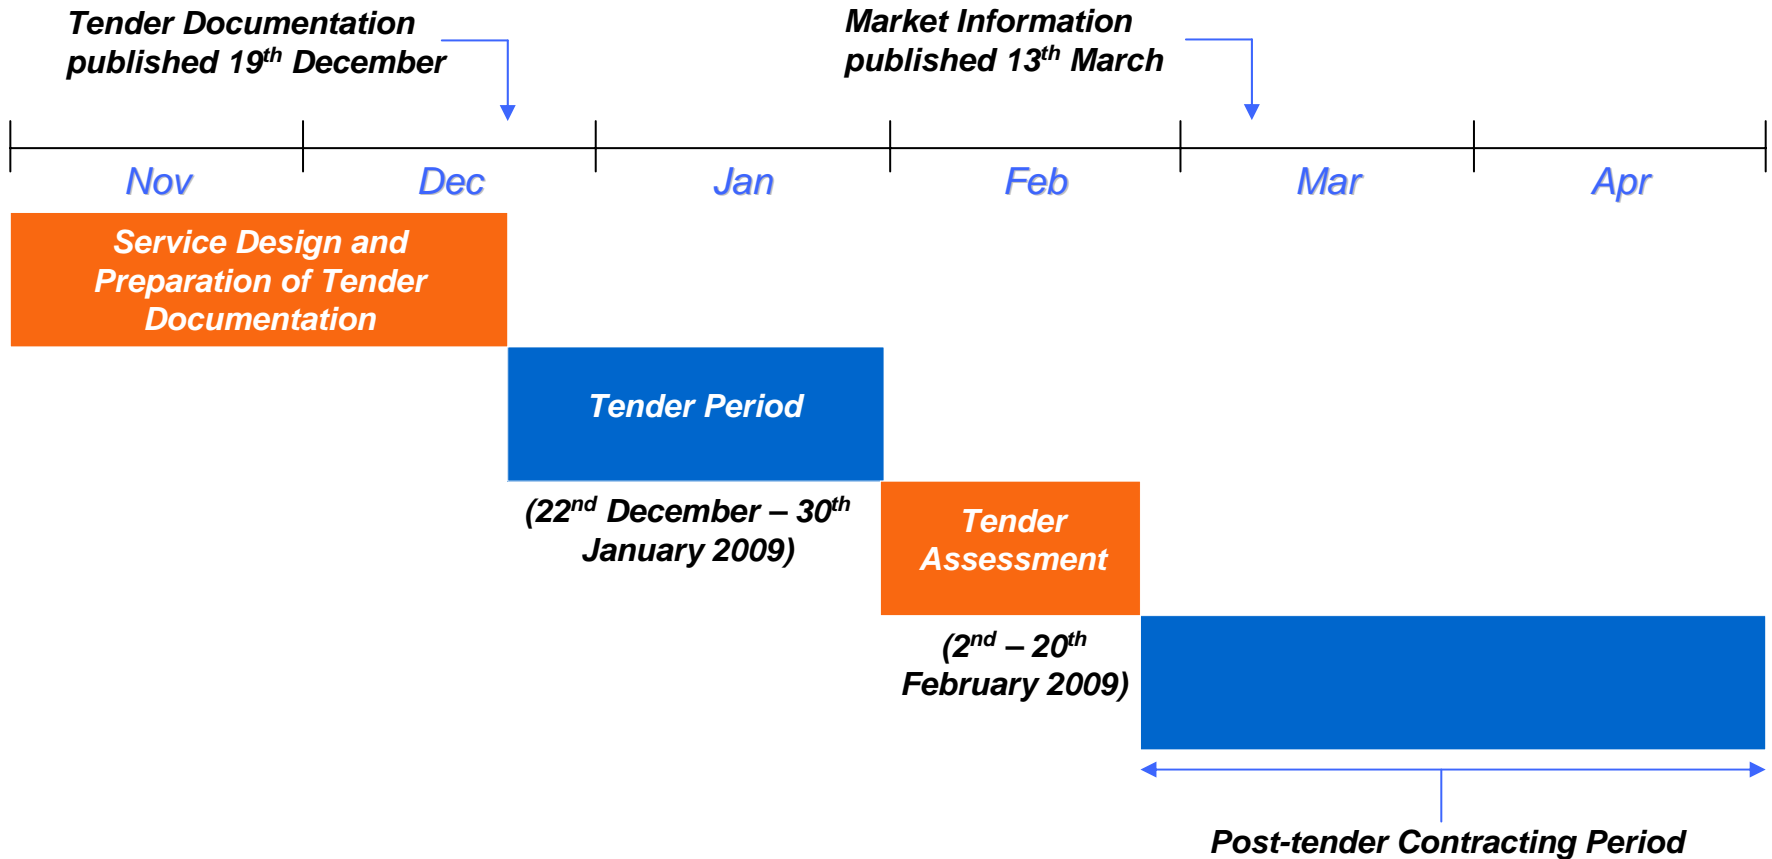 Tender Documentation
published 19th December
Market Information
published 13th March
Nov Dec Jan Feb Mar Apr
Service Design and
Preparation of Tender
Documentation
Tender Period
(22nd December – 30th
January 2009)
Tender
Assessment
(2nd – 20th
February 2009)
Post-tender Contracting Period